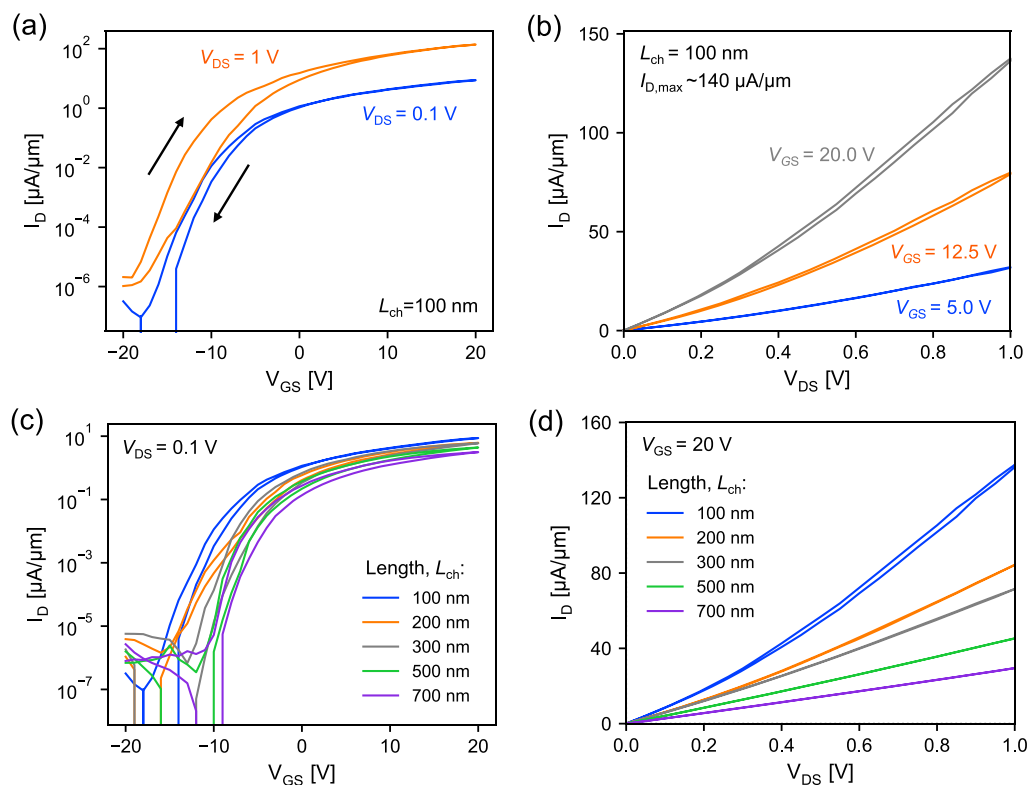 (a)
V_DS = 1 V
V_DS = 0.1 V
L_ch=100 nm
10²
10⁰
10⁻²
10⁻⁴
10⁻⁶
I_D [µA/µm]
−20
−10
0
10
20
V_GS [V]
(b)
L_ch = 100 nm
I_D,max ~140 µA/µm
V_GS = 20.0 V
V_GS = 12.5 V
V_GS = 5.0 V
150
100
50
0
I_D [µA/µm]
0.0
0.2
0.4
0.6
0.8
1.0
V_DS [V]
(c)
V_DS = 0.1 V
Length, L_ch:
100 nm
200 nm
300 nm
500 nm
700 nm
10¹
10⁻¹
10⁻³
10⁻⁵
10⁻⁷
I_D [µA/µm]
−20
−10
0
10
20
V_GS [V]
(d)
V_GS = 20 V
Length, L_ch:
100 nm
200 nm
300 nm
500 nm
700 nm
160
120
80
40
0
I_D [µA/µm]
0.0
0.2
0.4
0.6
0.8
1.0
V_DS [V]